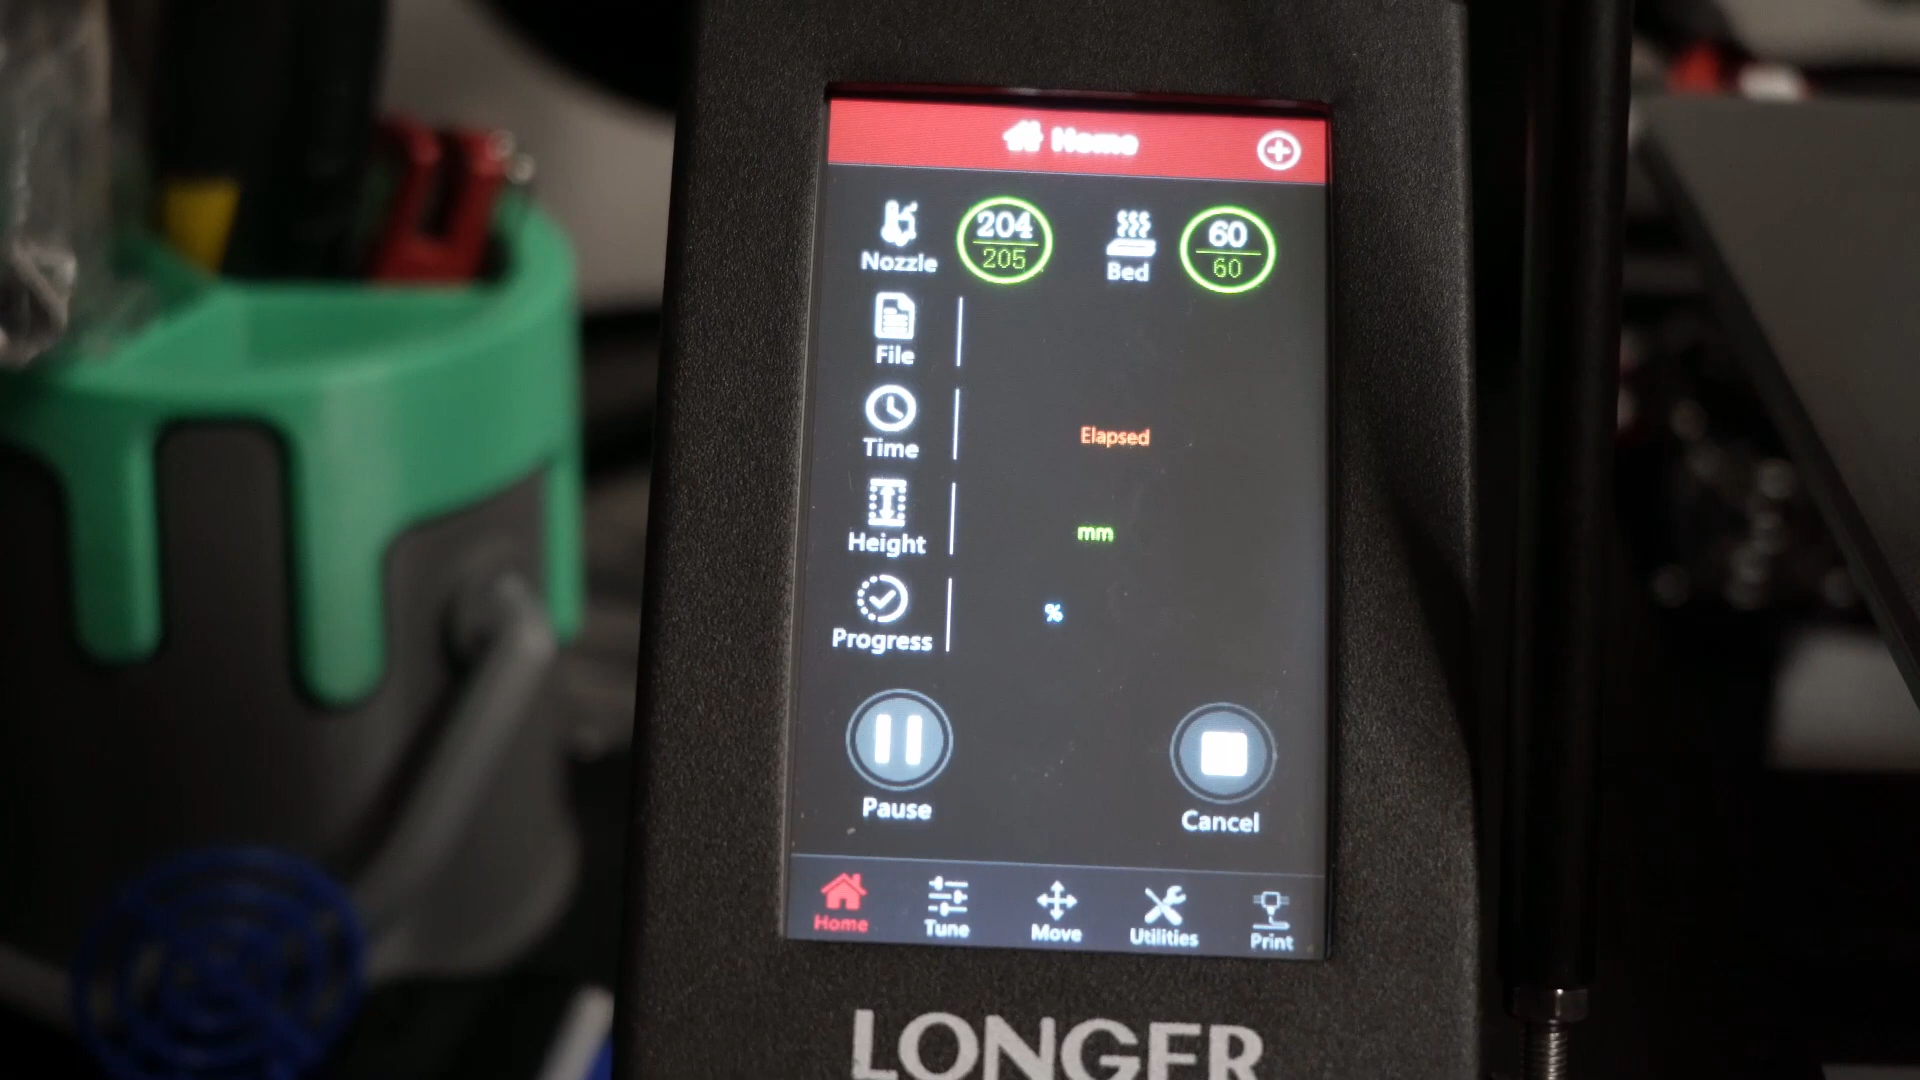 Home
Nozzle
204
205
Bed
60
60
File
Time
Elapsed
Height
mm
Progress
%
Pause
Cancel
Home
Tune
Move
Utilities
Print
LONGER